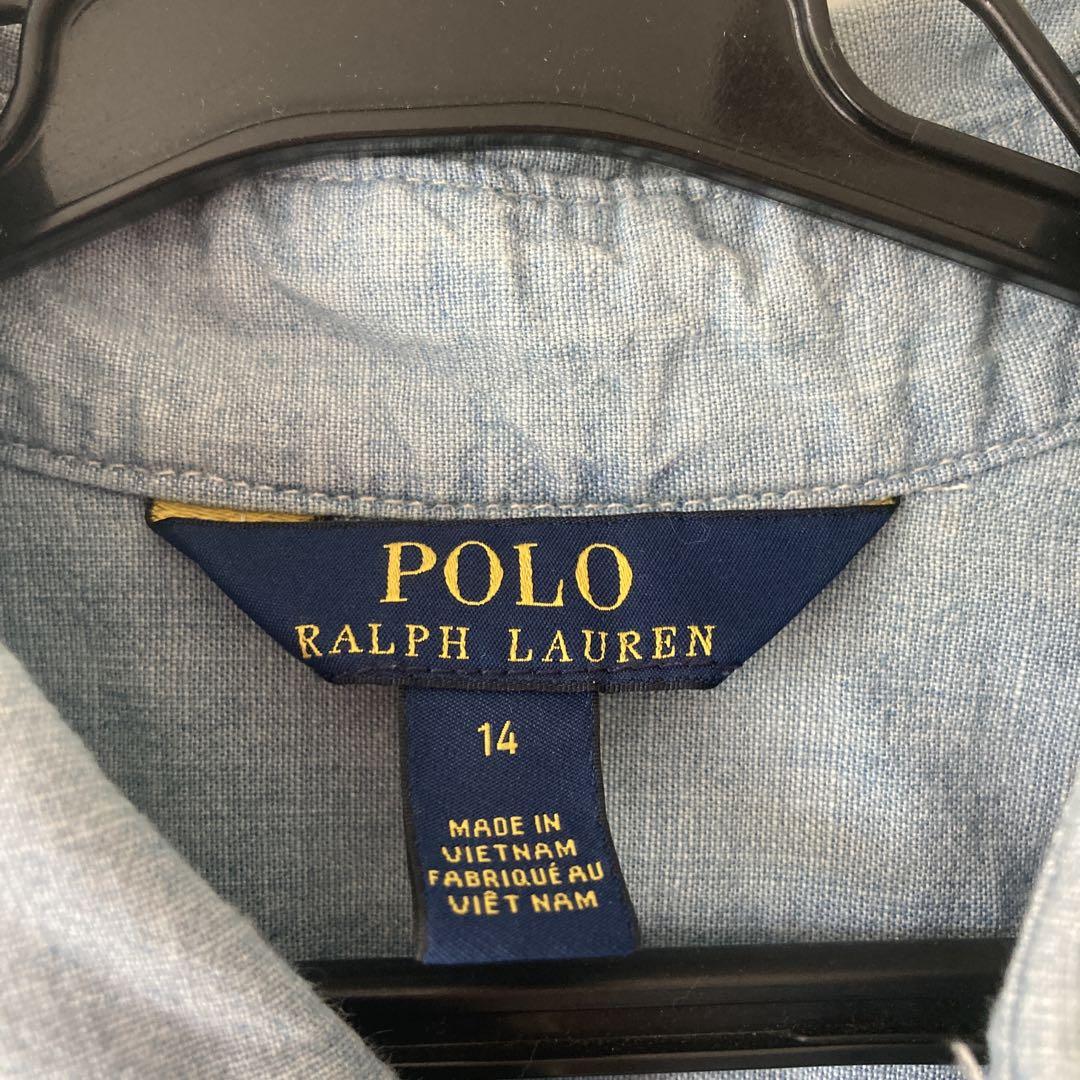 POLO
RALPH LAUREN
14
MADE IN
VIETNAM
FABRIQUÉ AU
VIÊT NAM